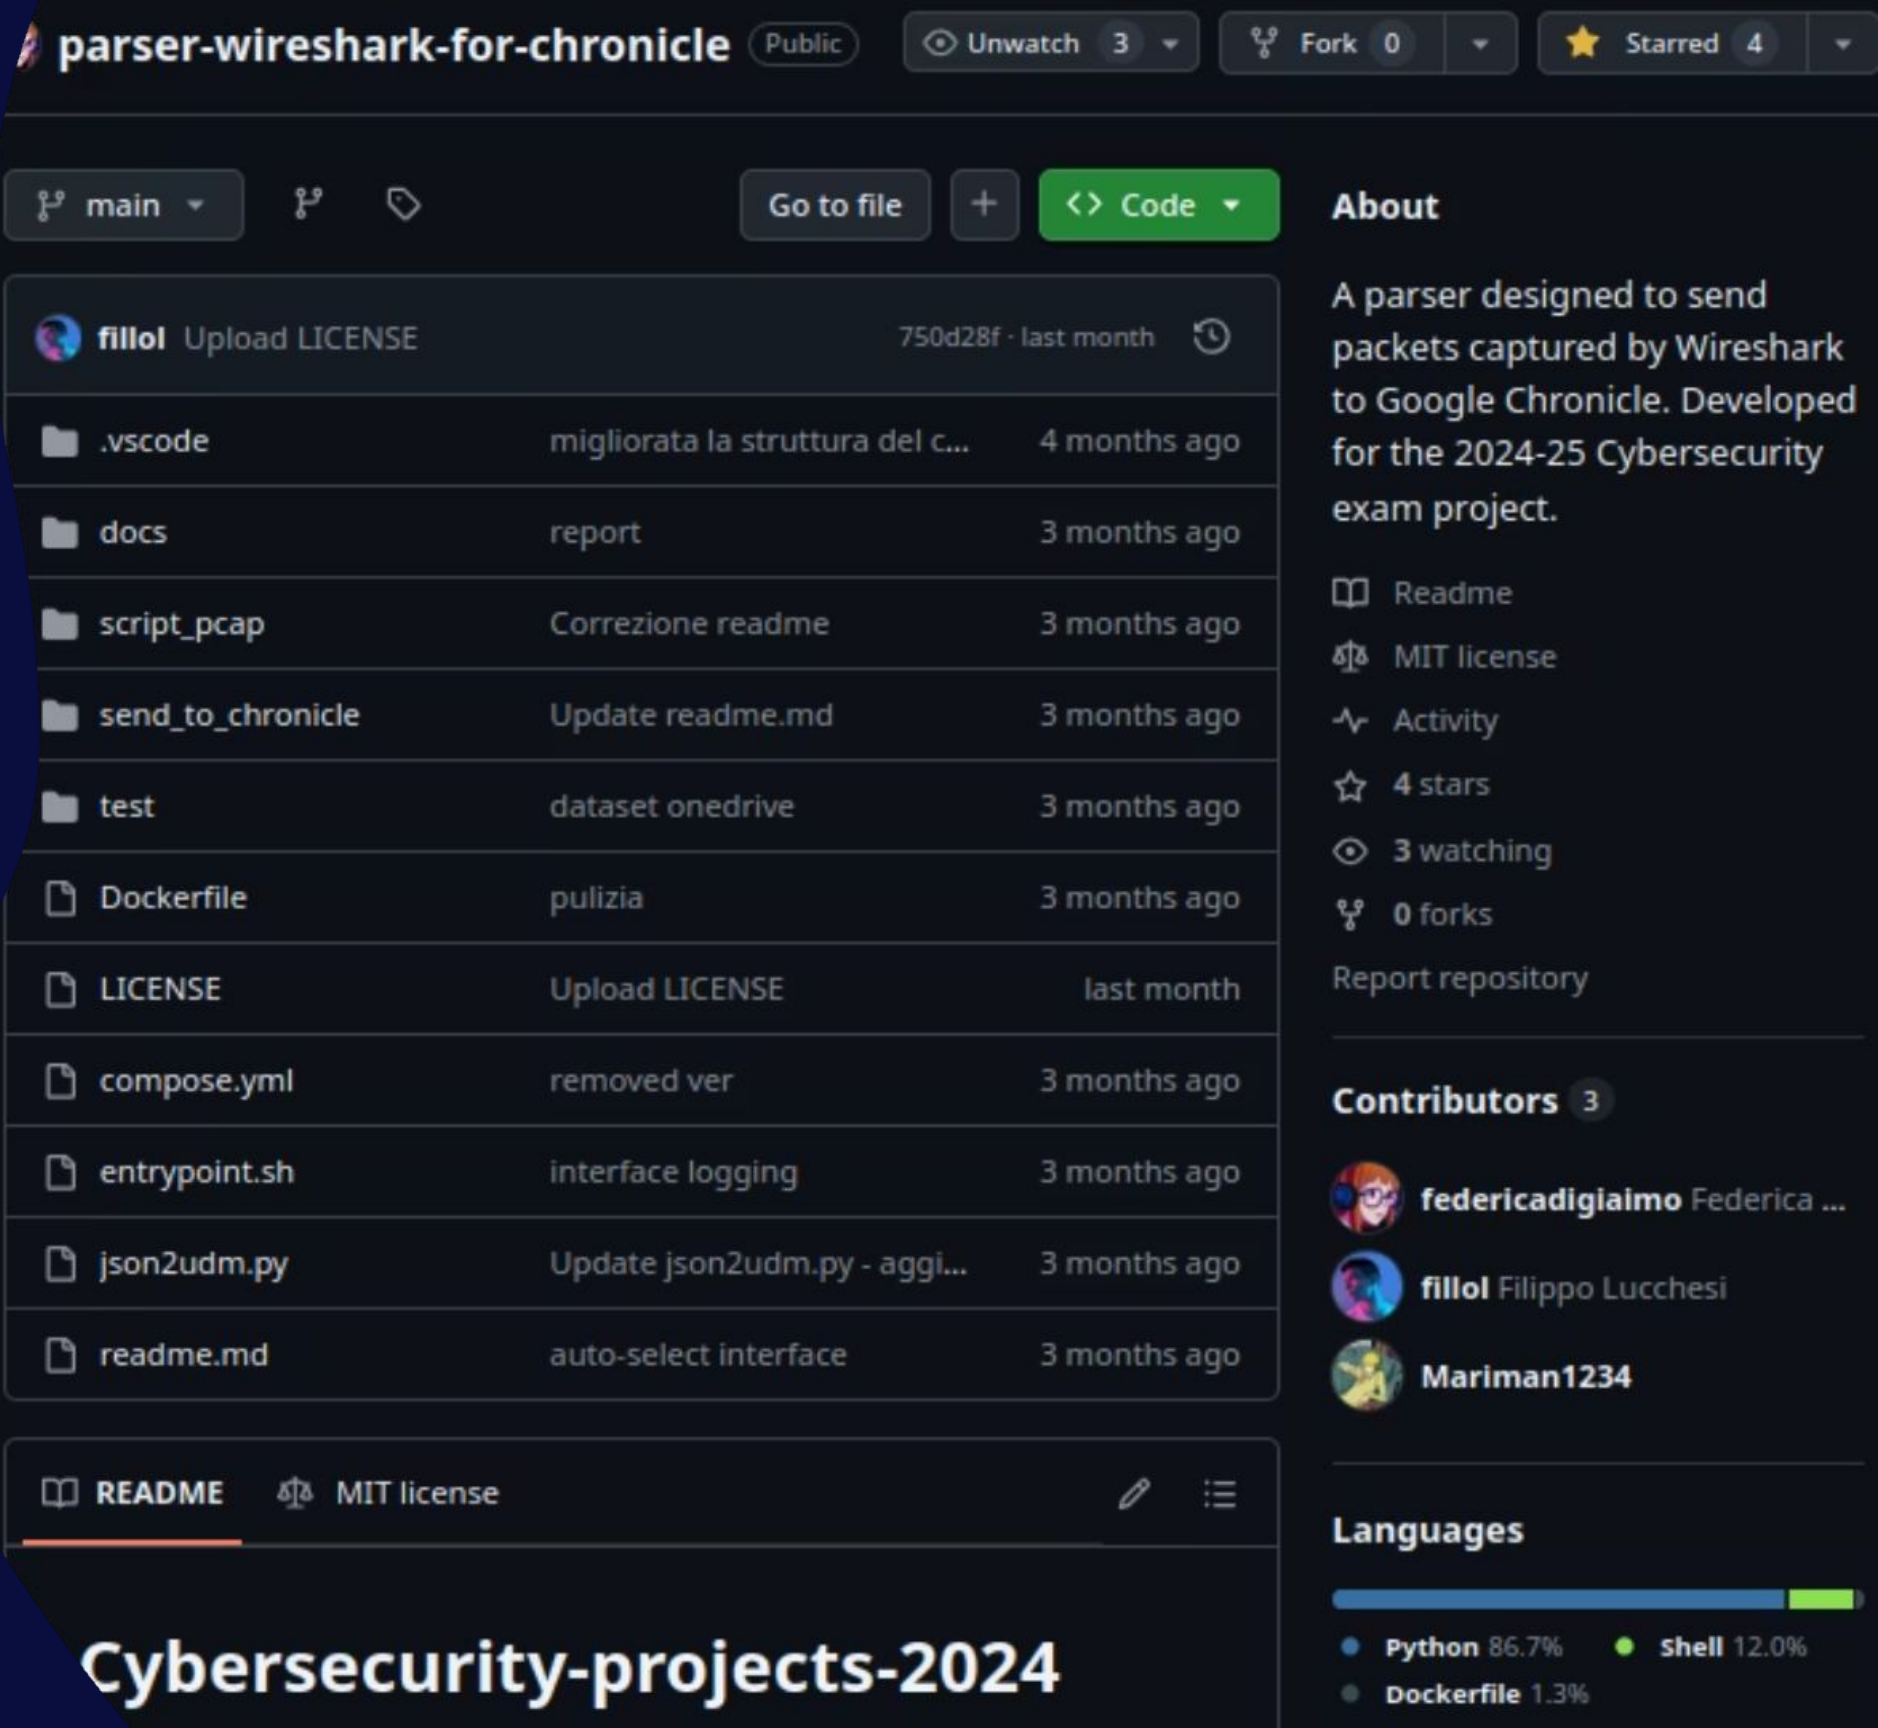 parser-wireshark-for-chronicle Public Unwatch 3 Fork 0 Starred 4
main Go to file + Code
fillol Upload LICENSE 750d28f · last month
.vscode migliorata la struttura del c... 4 months ago
docs report 3 months ago
script_pcap Correzione readme 3 months ago
send_to_chronicle Update readme.md 3 months ago
test dataset onedrive 3 months ago
Dockerfile pulizia 3 months ago
LICENSE Upload LICENSE last month
compose.yml removed ver 3 months ago
entrypoint.sh interface logging 3 months ago
json2udm.py Update json2udm.py - aggi... 3 months ago
readme.md auto-select interface 3 months ago
README MIT license
Cybersecurity-projects-2024
About
A parser designed to send
packets captured by Wireshark
to Google Chronicle. Developed
for the 2024-25 Cybersecurity
exam project.
Readme
MIT license
Activity
4 stars
3 watching
0 forks
Report repository
Contributors 3
federicadigiaimo Federica ...
fillol Filippo Lucchesi
Mariman1234
Languages
Python 86.7% Shell 12.0%
Dockerfile 1.3%